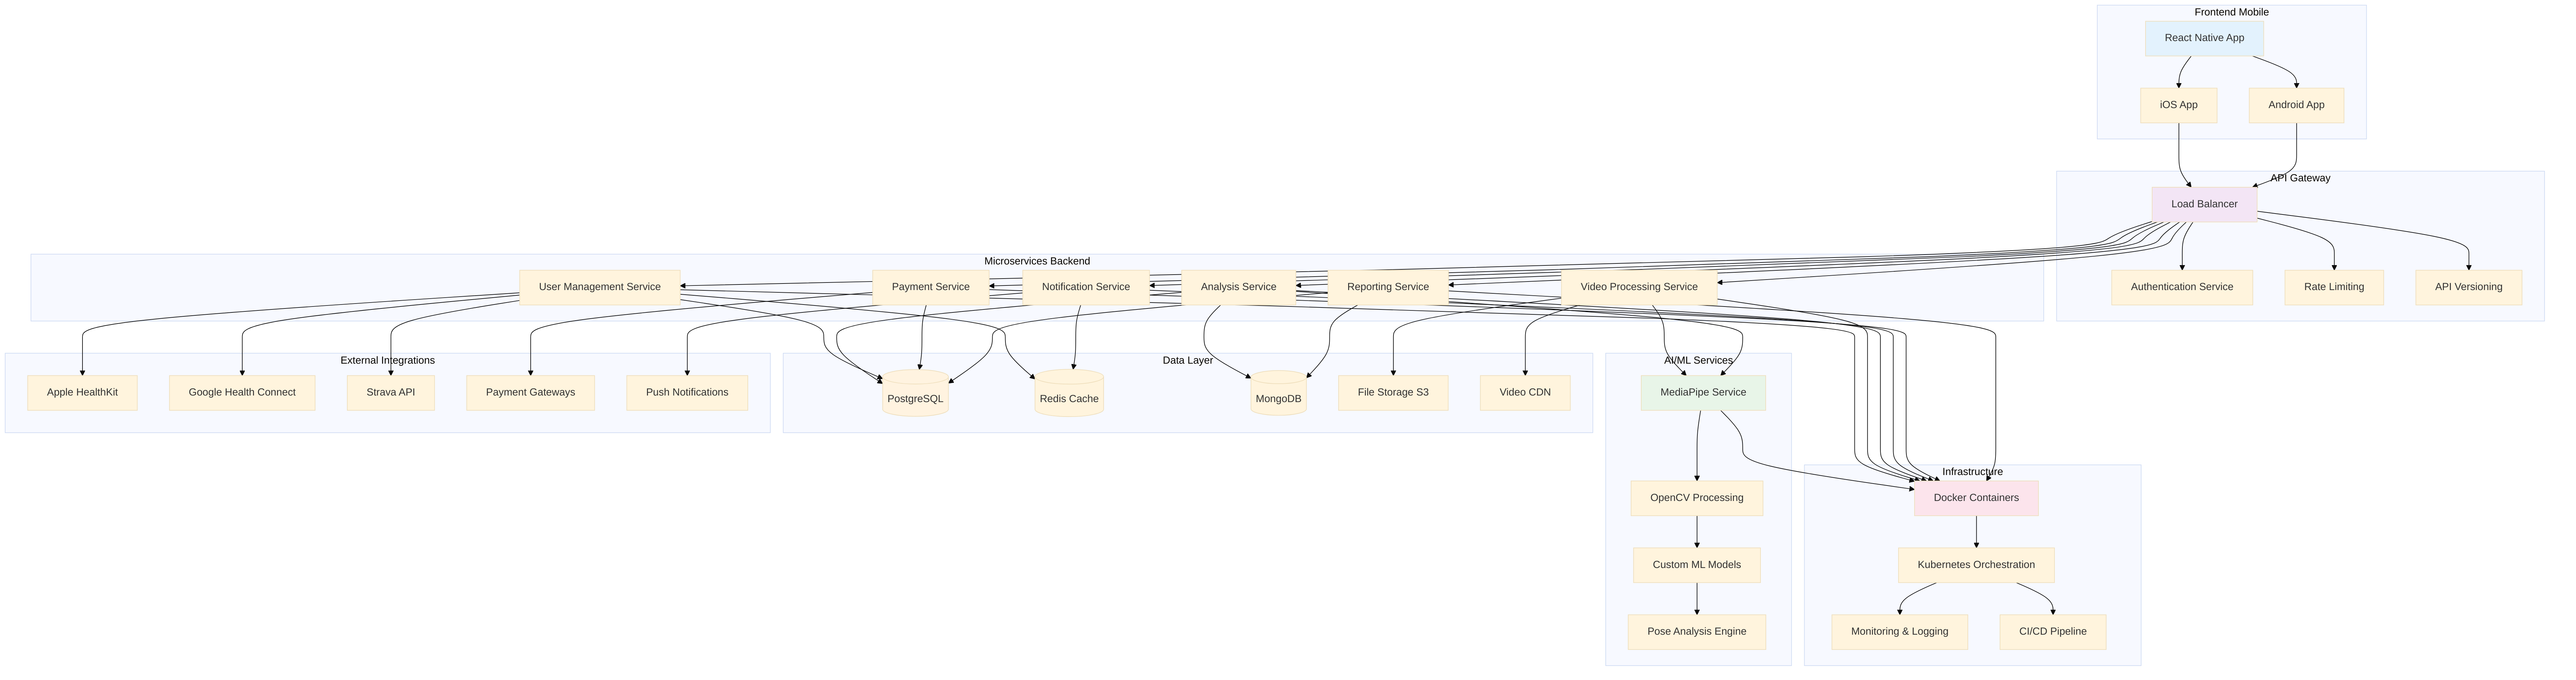 Frontend Mobile
React Native App
iOS App
Android App
API Gateway
Load Balancer
Authentication Service
Rate Limiting
API Versioning
Microservices Backend
User Management Service
Payment Service
Notification Service
Analysis Service
Reporting Service
Video Processing Service
External Integrations
Apple HealthKit
Google Health Connect
Strava API
Payment Gateways
Push Notifications
Data Layer
PostgreSQL
Redis Cache
MongoDB
File Storage S3
Video CDN
AI/ML Services
MediaPipe Service
OpenCV Processing
Custom ML Models
Pose Analysis Engine
Infrastructure
Docker Containers
Kubernetes Orchestration
Monitoring & Logging
CI/CD Pipeline